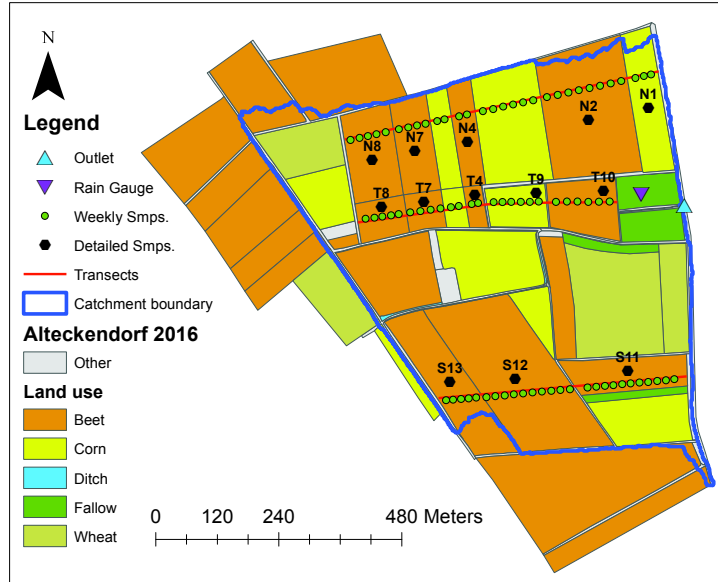 N
Legend
Outlet
Rain Gauge
Weekly Smps.
Detailed Smps.
Transects
Catchment boundary
Alteckendorf 2016
Other
Land use
Beet
Corn
Ditch
Fallow
Wheat
N1
N2
N4
N7
N8
T10
T9
T4
T7
T8
S11
S12
S13
0 120 240 480 Meters